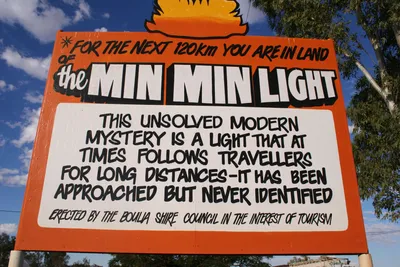 *FOR THE NEXT 120km YOU ARE IN LAND
OF the MIN MIN LIGHT
THIS UNSOLVED MODERN
MYSTERY IS A LIGHT THAT AT
TIMES FOLLOWS TRAVELLERS
FOR LONG DISTANCES-IT HAS BEEN
APPROACHED BUT NEVER IDENTIFIED
ERECTED BY THE BOULIA SHIRE COUNCIL IN THE INTEREST OF TOURISM